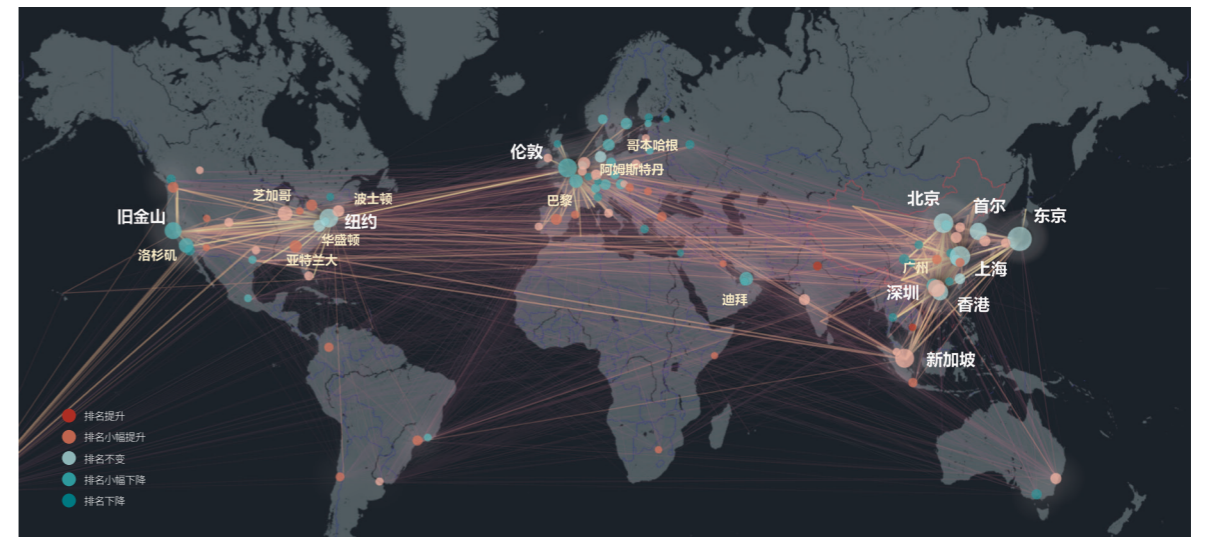 哥本哈根
伦敦
阿姆斯特丹
芝加哥
波士顿
巴黎
北京
首尔
东京
旧金山
纽约
华盛顿
洛杉矶
亚特兰大
广州
上海
迪拜
深圳
香港
新加坡
排名提升
排名小幅提升
排名不变
排名小幅下降
排名下降